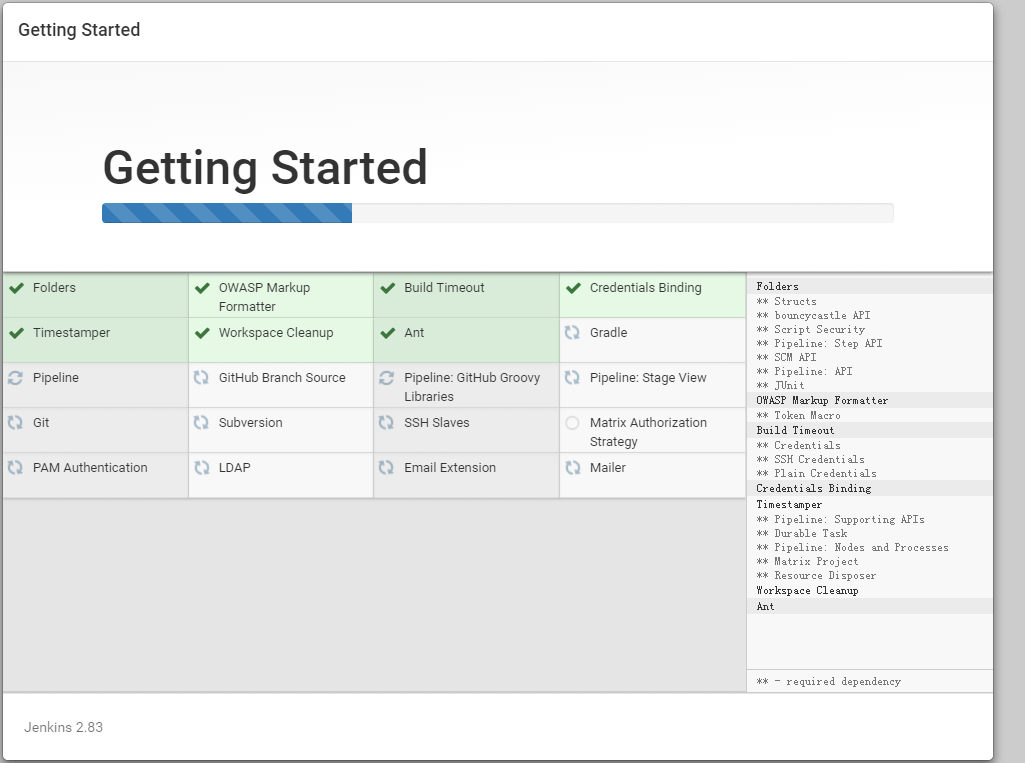 Getting Started
Getting Started
Folders
OWASP Markup
Formatter
Build Timeout
Credentials Binding
Timestamper
Workspace Cleanup
Ant
Gradle
Pipeline
GitHub Branch Source
Pipeline: GitHub Groovy
Libraries
Pipeline: Stage View
Git
Subversion
SSH Slaves
Matrix Authorization
Strategy
PAM Authentication
LDAP
Email Extension
Mailer
Folders
** Structs
** bouncycastle API
** Script Security
** Pipeline: Step API
** SCM API
** Pipeline: API
** JUnit
OWASP Markup Formatter
** Token Macro
Build Timeout
** Credentials
** SSH Credentials
** Plain Credentials
Credentials Binding
Timestamper
** Pipeline: Supporting APIs
** Durable Task
** Pipeline: Nodes and Processes
** Matrix Project
** Resource Disposer
Workspace Cleanup
Ant
** - required dependency
Jenkins 2.83